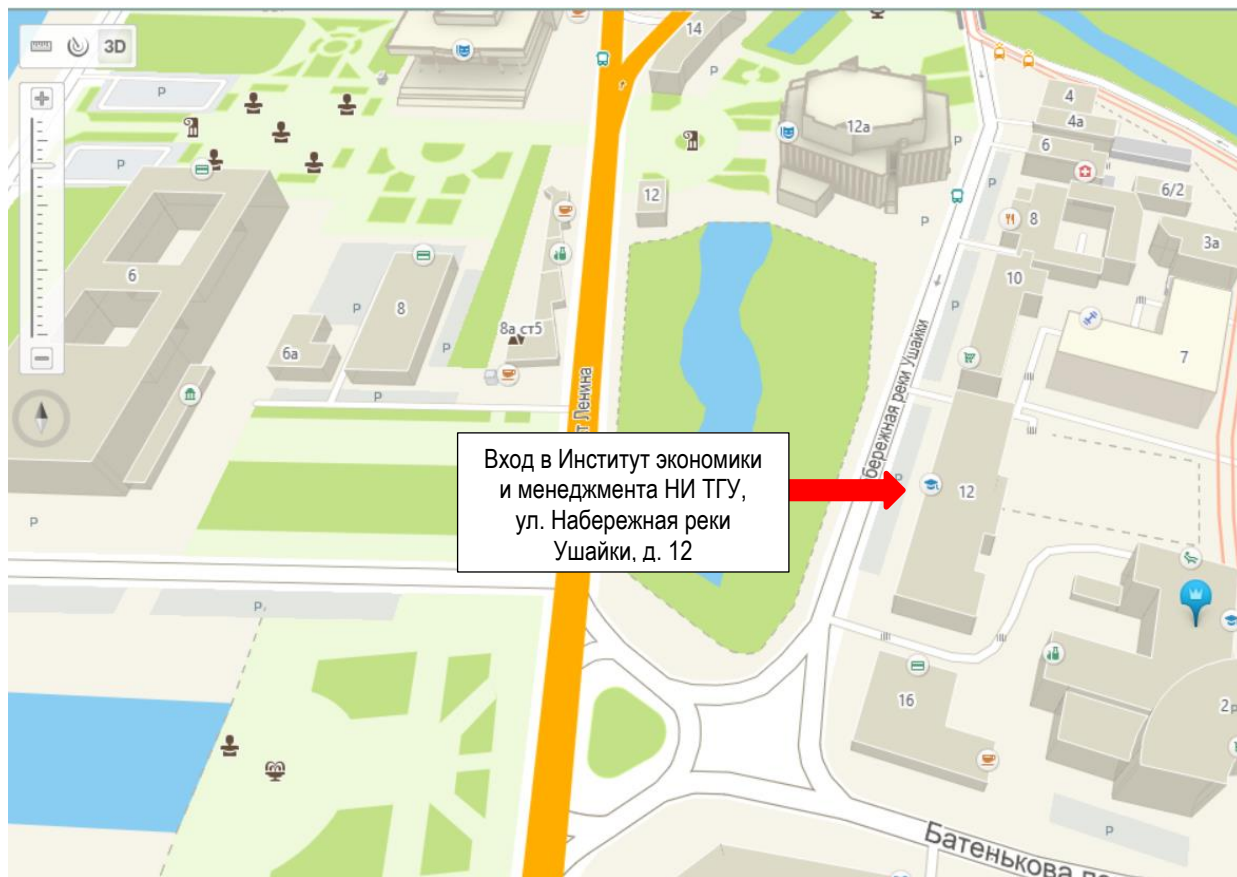 3D
14
P
4
4а
12а
6
6/2
8
3а
P
P
12
P
P
P
6
10
P
8
8а ст5
P
7
6а
P
P
бережная реки Ушайки
т Ленина
Вход в Институт экономики
и менеджмента НИ ТГУ,
ул. Набережная реки
Ушайки, д. 12
P
12
P
P
16
2
P
P
Батенькова